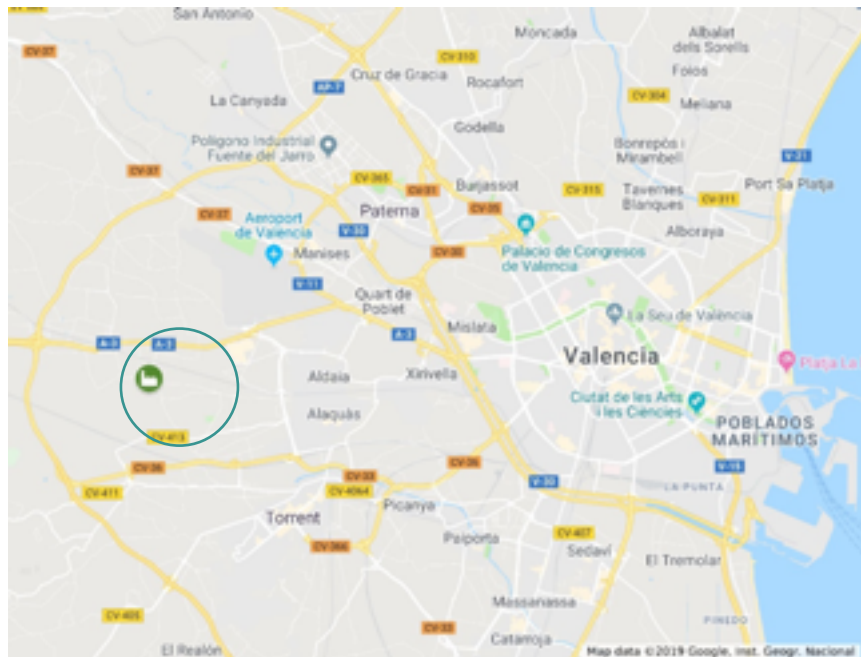 San Antonio
Moncada
Albalat
dels Sorells
CV-37
CV-310
Foios
Cruz de Gracia
Rocafort
AP-7
CV-304
Meliana
La Canyada
Godella
Polígono Industrial
Fuente del Jarro
Bonrepòs i
Mirambell
V-21
CV-37
CV-365
CV-31
Burjassot
CV-315
Tavernes
Blanques
Port Sa Platja
CV-311
CV-37
Aeroport
de València
Paterna
CV-35
V-30
Alboraya
Manises
CV-30
Palacio de Congresos
de Valencia
V-11
Quart de
Poblet
La Seu de València
A-3
A-3
A-3
Mislata
Valencia
Platja La
Aldaia
Xirivella
Ciutat de les Arts
i les Ciències
Alaquàs
POBLADOS
MARÍTIMOS
CV-413
CV-36
CV-33
CV-36
V-15
CV-411
CV-4064
V-30
LA PUNTA
Picanya
Torrent
CV-366
Paiporta
CV-407
Sedaví
El Tremolar
CV-405
Massanassa
PINEDO
CV-33
El Realón
Catarroja
Map data ©2019 Google, Inst. Geogr. Nacional